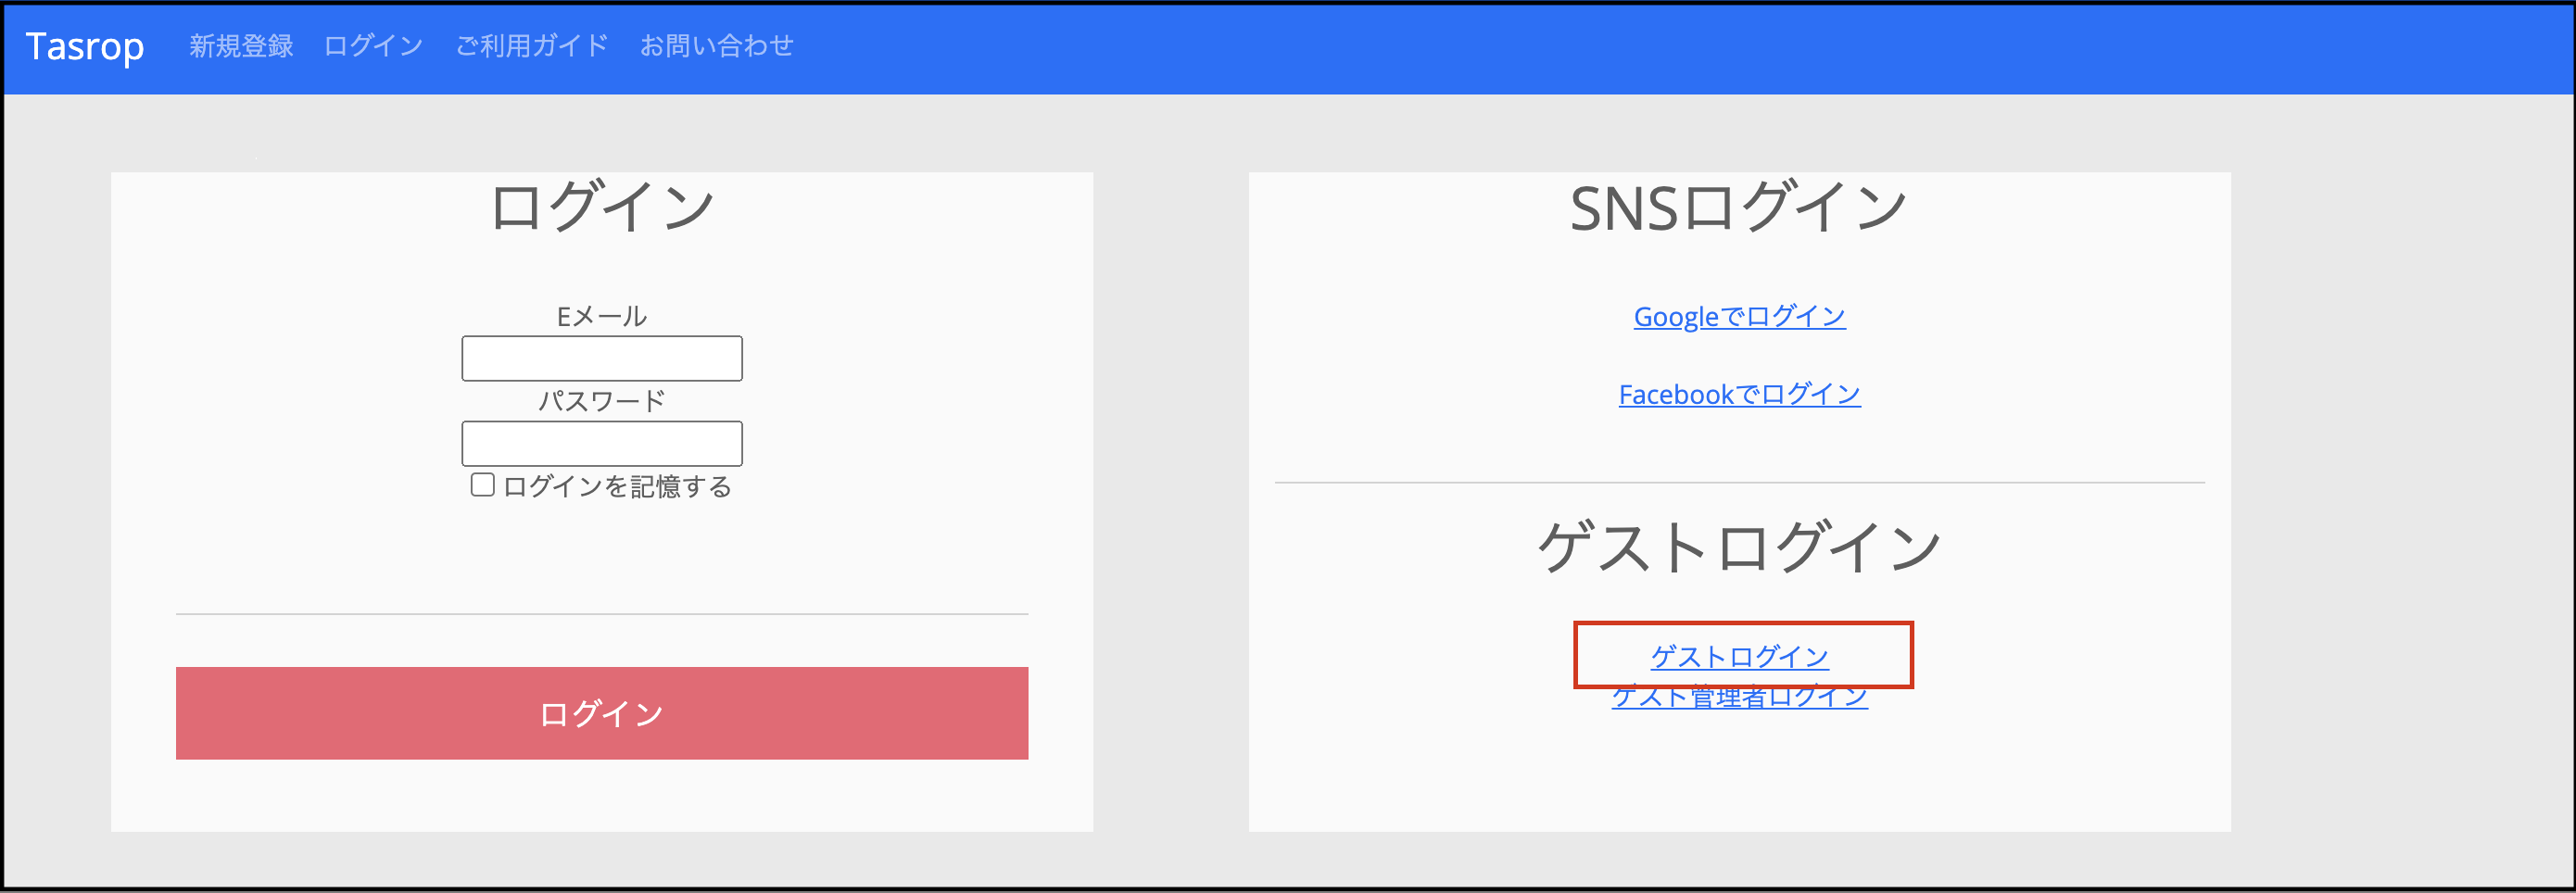 Tasrop 新規登録 ログイン ご利用ガイド お問い合わせ
ログイン
Eメール
パスワード
ログインを記憶する
ログイン
SNSログイン
Googleでログイン
Facebookでログイン
ゲストログイン
ゲストログイン
ゲスト管理者ログイン